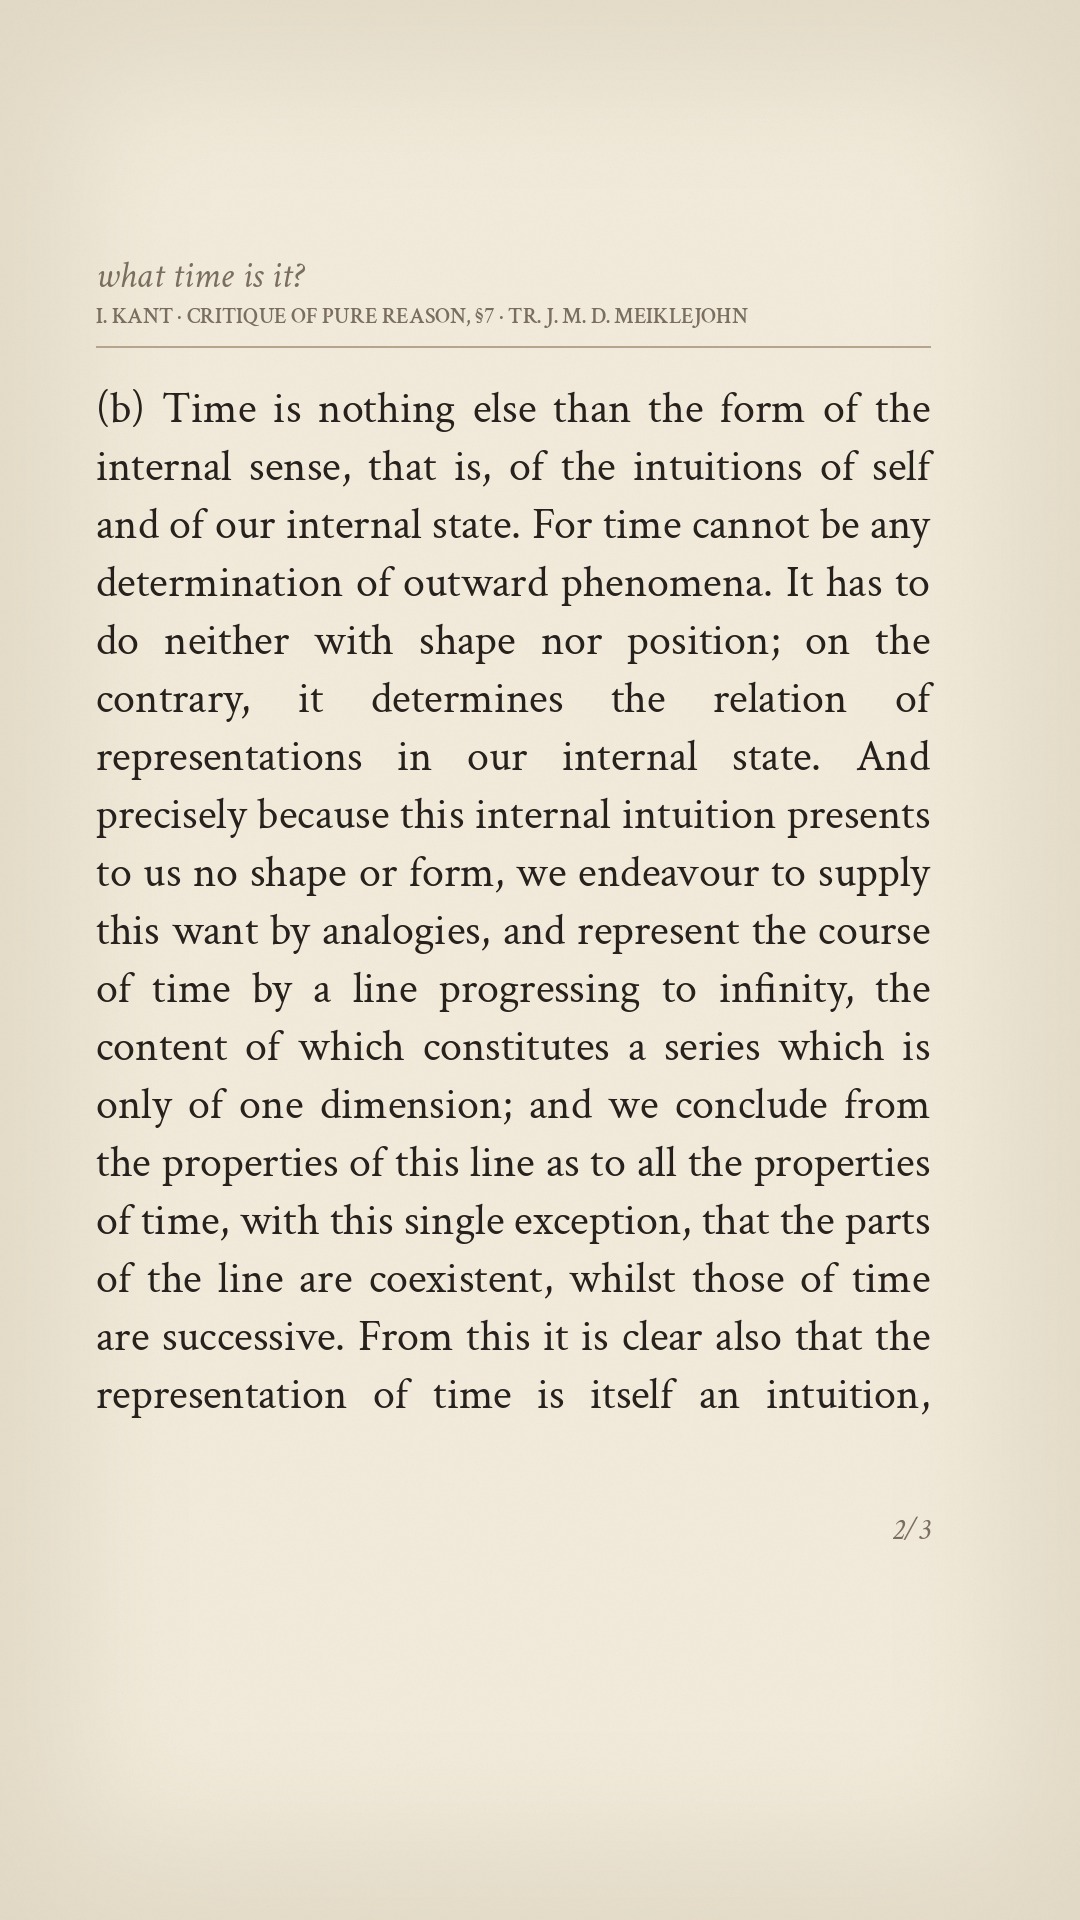 what time is it?
I. KANT · CRITIQUE OF PURE REASON, §7 · TR. J. M. D. MEIKLEJOHN
(b) Time is nothing else than the form of the
internal sense, that is, of the intuitions of self
and of our internal state. For time cannot be any
determination of outward phenomena. It has to
do neither with shape nor position; on the
contrary, it determines the relation of
representations in our internal state. And
precisely because this internal intuition presents
to us no shape or form, we endeavour to supply
this want by analogies, and represent the course
of time by a line progressing to infinity, the
content of which constitutes a series which is
only of one dimension; and we conclude from
the properties of this line as to all the properties
of time, with this single exception, that the parts
of the line are coexistent, whilst those of time
are successive. From this it is clear also that the
representation of time is itself an intuition,
2/3